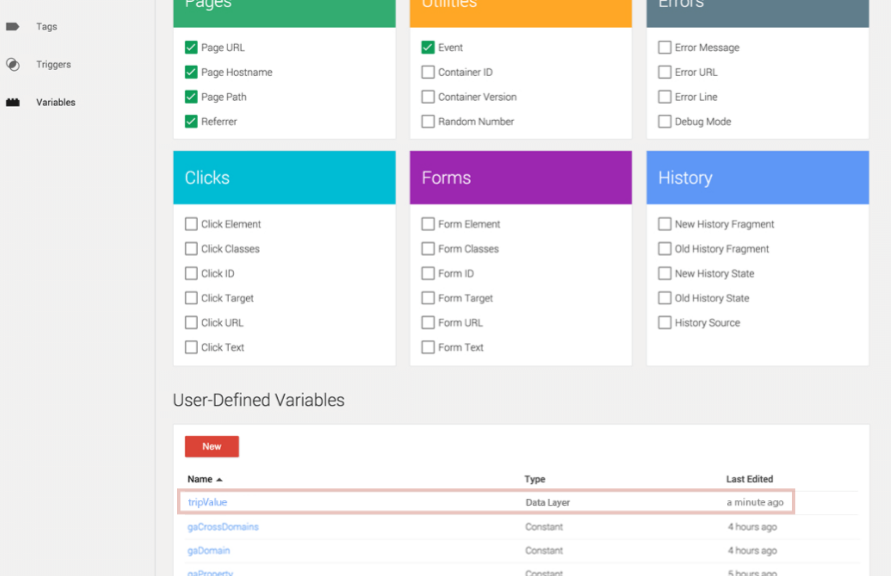 Pages
Utilities
Errors
Tags
Triggers
Variables
Page URL
Page Hostname
Page Path
Referrer
Event
Container ID
Container Version
Random Number
Error Message
Error URL
Error Line
Debug Mode
Clicks
Click Element
Click Classes
Click ID
Click Target
Click URL
Click Text
Forms
Form Element
Form Classes
Form ID
Form Target
Form URL
Form Text
History
New History Fragment
Old History Fragment
New History State
Old History State
History Source
User-Defined Variables
New
Name Type Last Edited
tripValue Data Layer a minute ago
gaCrossDomains Constant 4 hours ago
gaDomain Constant 4 hours ago
gaProperty Constant 5 hours ago